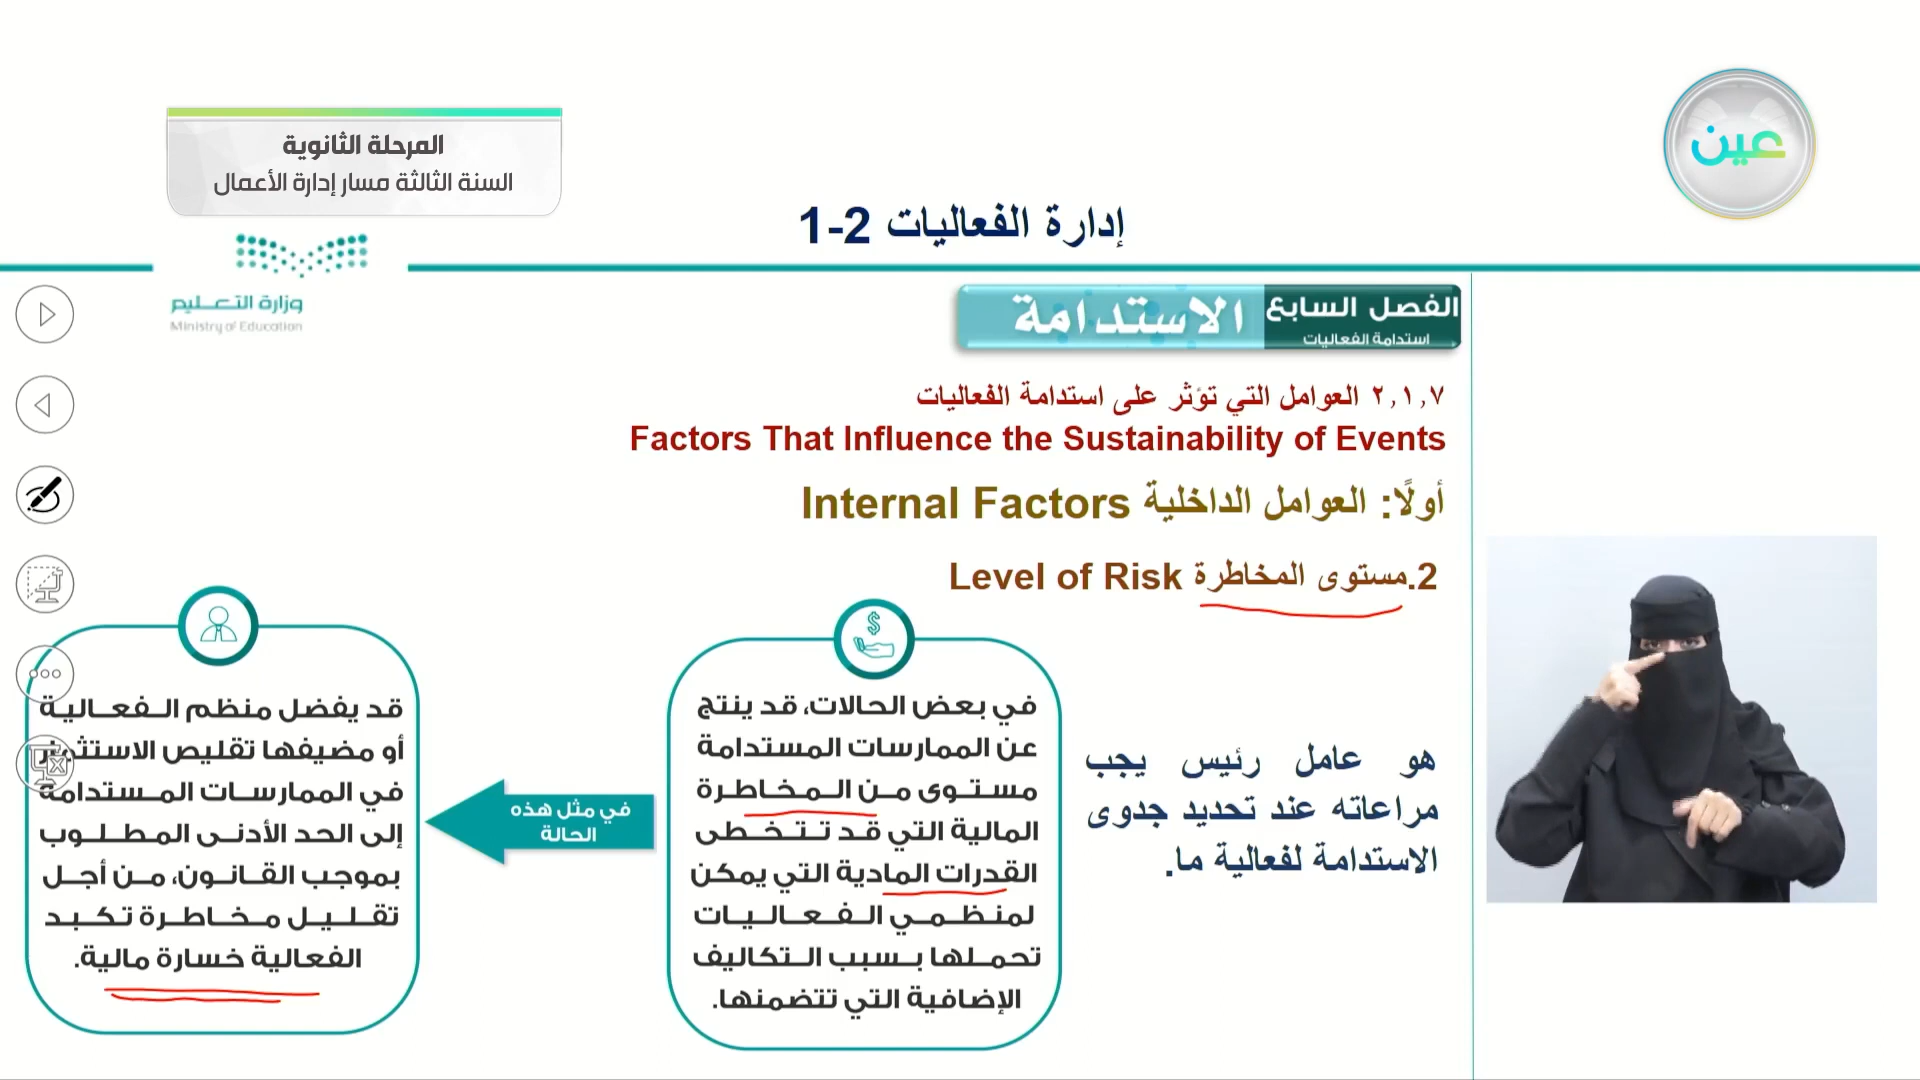 المرحلة الثانوية
السنة الثالثة مسار إدارة الأعمال
عين
إدارة الفعاليات 2-1
وزارة التعليم
Ministry of Education
الفصل السابع
استدامة الفعاليات
الاستدامة
٢,١,٧ العوامل التي تؤثر على استدامة الفعاليات
Factors That Influence the Sustainability of Events
أولًا: العوامل الداخلية Internal Factors
2.مستوى المخاطرة Level of Risk
هو عامل رئيس يجب
مراعاته عند تحديد جدوى
الاستدامة لفعالية ما.
في بعض الحالات، قد ينتج
عن الممارسات المستدامة
مستوى من المخاطرة
المالية التي قد تتخطى
القدرات المادية التي يمكن
لمنظمي الفعاليات
تحملها بسبب التكاليف
الإضافية التي تتضمنها.
في مثل هذه
الحالة
قد يفضل منظم الفعالية
أو مضيفها تقليص الاستثمار
في الممارسات المستدامة
إلى الحد الأدنى المطلوب
بموجب القانون، من أجل
تقليل مخاطرة تكبد
الفعالية خسارة مالية.